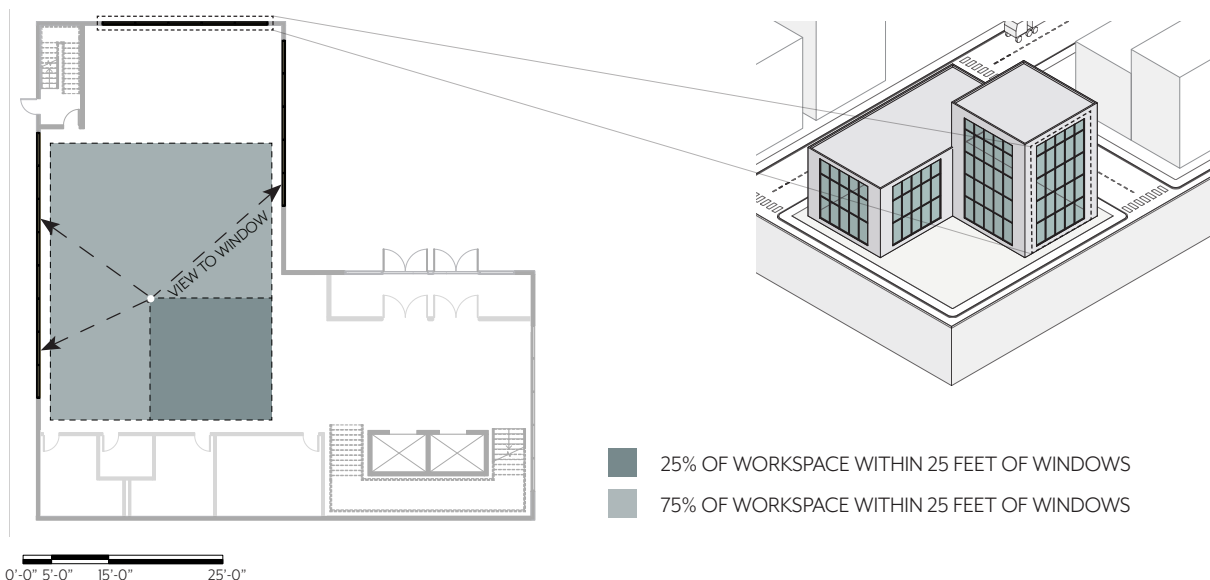 VIEW TO WINDOW
25% OF WORKSPACE WITHIN 25 FEET OF WINDOWS
75% OF WORKSPACE WITHIN 25 FEET OF WINDOWS
0'-0" 5'-0" 15'-0" 25'-0"